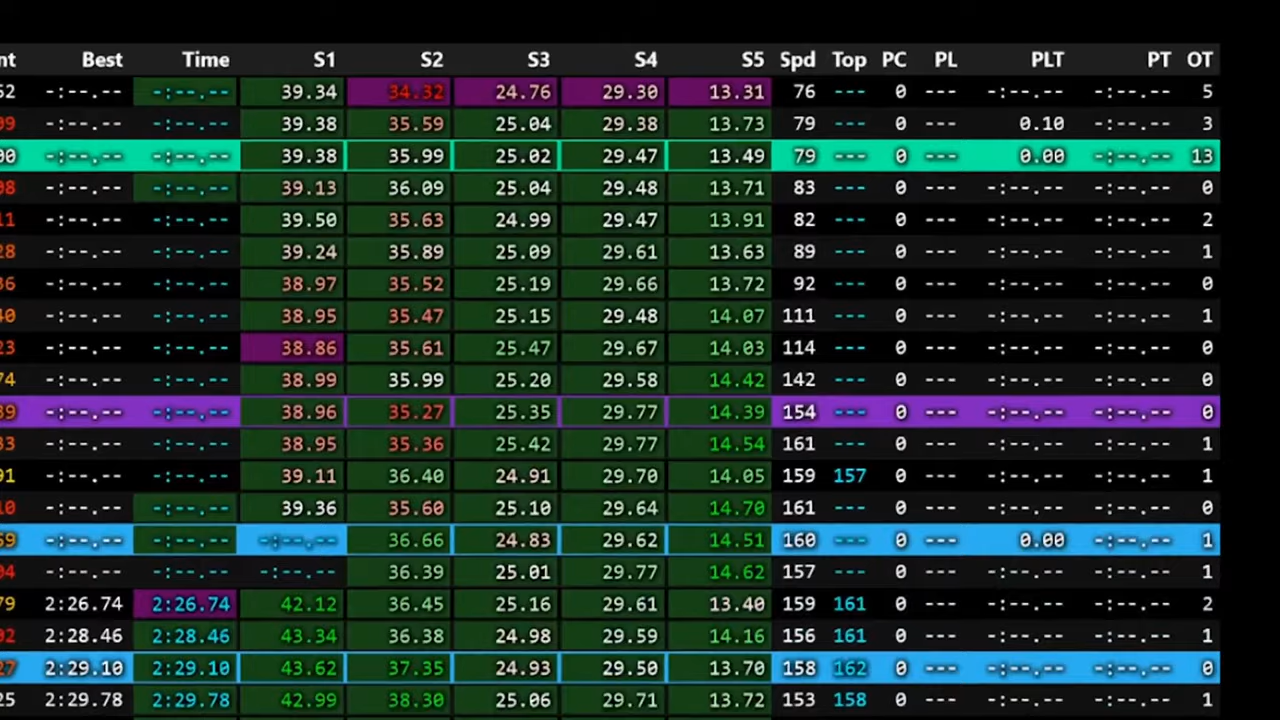 nt Best Time S1 S2 S3 S4 S5 Spd Top PC PL PLT PT OT
52 -:--.-- -:--.-- 39.34 34.32 24.76 29.30 13.31 76 --- 0 --- -:--.-- -:--.-- 5
09 -:--.-- -:--.-- 39.38 35.59 25.04 29.38 13.73 79 --- 0 --- 0.10 -:--.-- 3
00 -:--.-- -:--.-- 39.38 35.99 25.02 29.47 13.49 79 --- 0 --- 0.00 -:--.-- 13
08 -:--.-- -:--.-- 39.13 36.09 25.04 29.48 13.71 83 --- 0 --- -:--.-- -:--.-- 0
11 -:--.-- -:--.-- 39.50 35.63 24.99 29.47 13.91 82 --- 0 --- -:--.-- -:--.-- 2
28 -:--.-- -:--.-- 39.24 35.89 25.09 29.61 13.63 89 --- 0 --- -:--.-- -:--.-- 1
36 -:--.-- -:--.-- 38.97 35.52 25.19 29.66 13.72 92 --- 0 --- -:--.-- -:--.-- 0
40 -:--.-- -:--.-- 38.95 35.47 25.15 29.48 14.07 111 --- 0 --- -:--.-- -:--.-- 1
23 -:--.-- -:--.-- 38.86 35.61 25.47 29.67 14.03 114 --- 0 --- -:--.-- -:--.-- 0
74 -:--.-- -:--.-- 38.99 35.99 25.20 29.58 14.42 142 --- 0 --- -:--.-- -:--.-- 0
39 -:--.-- -:--.-- 38.96 35.27 25.35 29.77 14.39 154 --- 0 --- -:--.-- -:--.-- 0
33 -:--.-- -:--.-- 38.95 35.36 25.42 29.77 14.54 161 --- 0 --- -:--.-- -:--.-- 1
91 -:--.-- -:--.-- 39.11 36.40 24.91 29.70 14.05 159 157 0 --- -:--.-- -:--.-- 1
10 -:--.-- -:--.-- 39.36 35.60 25.10 29.64 14.70 161 --- 0 --- -:--.-- -:--.-- 0
59 -:--.-- -:--.-- -:--.-- 36.66 24.83 29.62 14.51 160 --- 0 --- 0.00 -:--.-- 1
04 -:--.-- -:--.-- -:--.-- 36.39 25.01 29.77 14.62 157 --- 0 --- -:--.-- -:--.-- 1
79 2:26.74 2:26.74 42.12 36.45 25.16 29.61 13.40 159 161 0 --- -:--.-- -:--.-- 2
02 2:28.46 2:28.46 43.34 36.38 24.98 29.59 14.16 156 161 0 --- -:--.-- -:--.-- 1
27 2:29.10 2:29.10 43.62 37.35 24.93 29.50 13.70 158 162 0 --- -:--.-- -:--.-- 0
25 2:29.78 2:29.78 42.99 38.30 25.06 29.71 13.72 153 158 0 --- -:--.-- -:--.-- 1